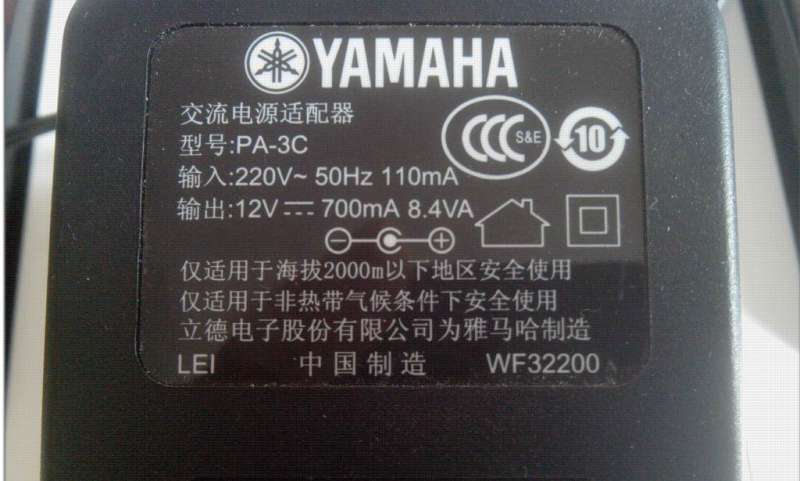 YAMAHA
交流电源适配器
型号:PA-3C
CCC S&E
10
输入:220V~ 50Hz 110mA
输出:12V⎓ 700mA 8.4VA
仅适用于海拔2000m以下地区安全使用
仅适用于非热带气候条件下安全使用
立德电子股份有限公司为雅马哈制造
LEI 中国制造 WF32200